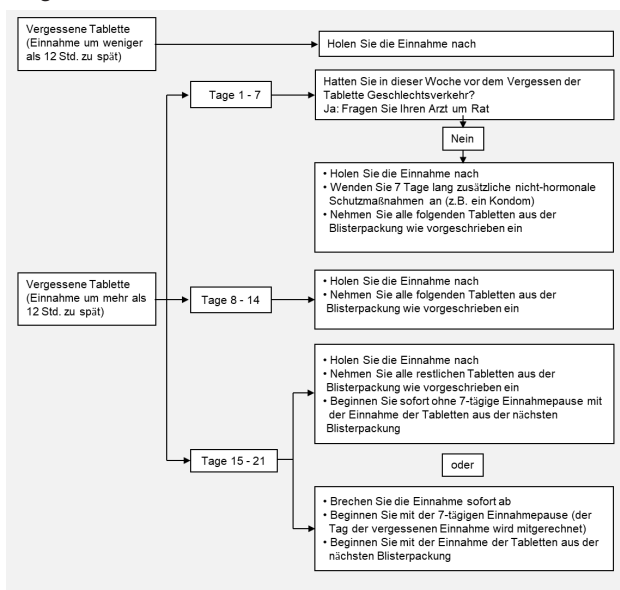 Vergessene Tablette
(Einnahme um weniger
als 12 Std. zu spät)
Holen Sie die Einnahme nach
Tage 1 - 7
Hatten Sie in dieser Woche vor dem Vergessen der
Tablette Geschlechtsverkehr?
Ja: Fragen Sie Ihren Arzt um Rat
Nein
• Holen Sie die Einnahme nach
• Wenden Sie 7 Tage lang zusätzliche nicht-hormonale
Schutzmaßnahmen an (z.B. ein Kondom)
• Nehmen Sie alle folgenden Tabletten aus der
Blisterpackung wie vorgeschrieben ein
Vergessene Tablette
(Einnahme um mehr als
12 Std. zu spät)
Tage 8 - 14
• Holen Sie die Einnahme nach
• Nehmen Sie alle folgenden Tabletten aus der
Blisterpackung wie vorgeschrieben ein
Tage 15 - 21
• Holen Sie die Einnahme nach
• Nehmen Sie alle restlichen Tabletten aus der
Blisterpackung wie vorgeschrieben ein
• Beginnen Sie sofort ohne 7-tägige Einnahmepause mit
der Einnahme der Tabletten aus der nächsten
Blisterpackung
oder
• Brechen Sie die Einnahme sofort ab
• Beginnen Sie mit der 7-tägigen Einnahmepause (der
Tag der vergessenen Einnahme wird mitgerechnet)
• Beginnen Sie mit der Einnahme der Tabletten aus der
nächsten Blisterpackung